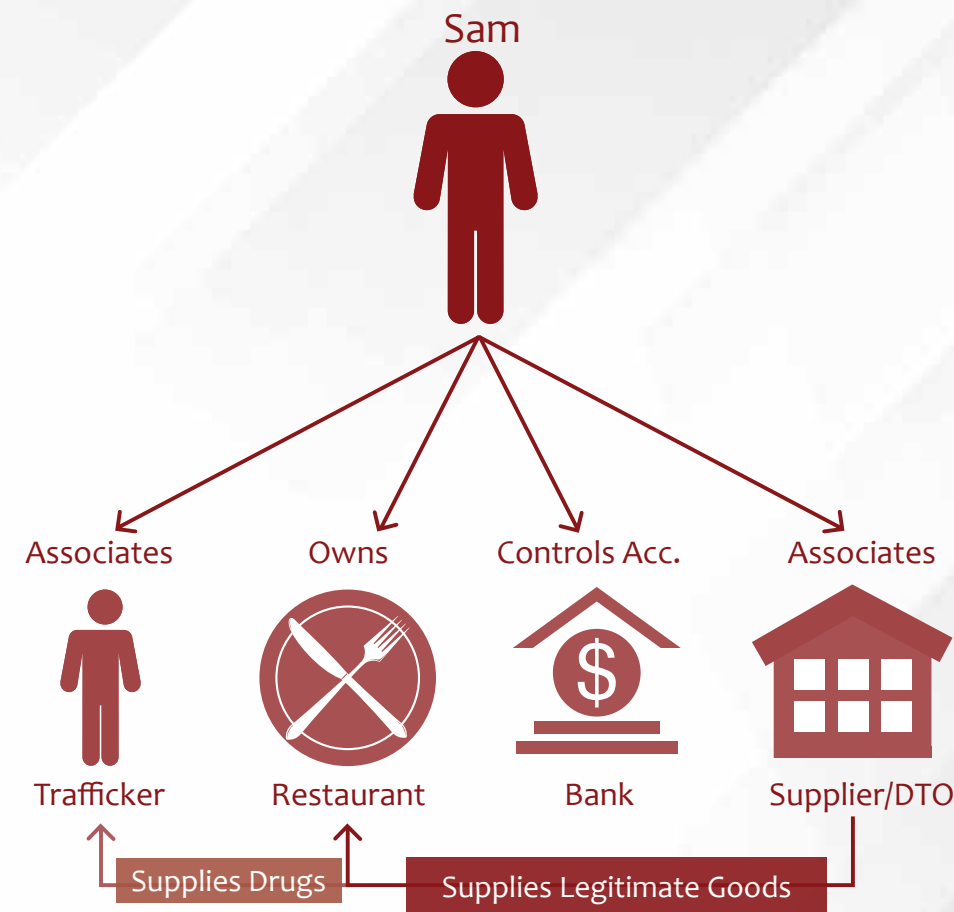 Sam
Associates
Owns
Controls Acc.
Associates
$
Trafficker
Restaurant
Bank
Supplier/DTO
Supplies Drugs
Supplies Legitimate Goods